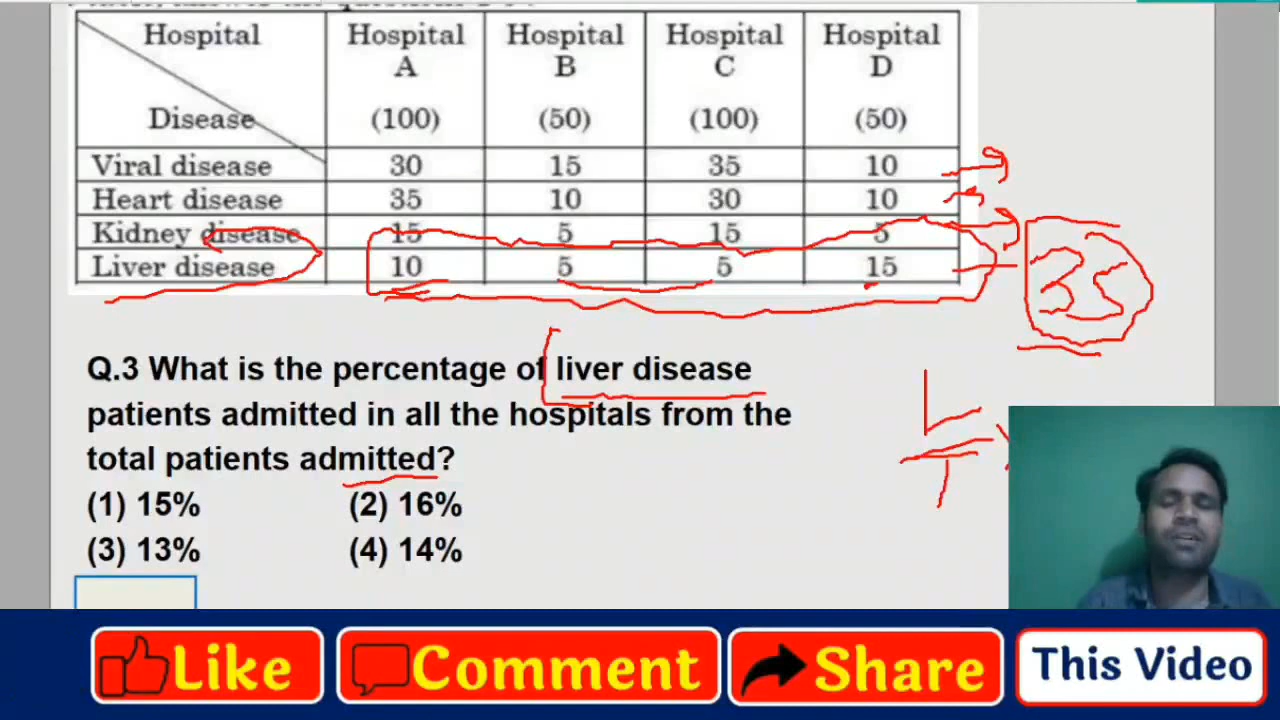 Hospital Hospital Hospital Hospital Hospital
A B C D
Disease (100) (50) (100) (50)
Viral disease 30 15 35 10
Heart disease 35 10 30 10
Kidney disease 15 5 15 5
Liver disease 10 5 5 15
35
Q.3 What is the percentage of liver disease
patients admitted in all the hospitals from the
total patients admitted?
L
T
(1) 15% (2) 16%
(3) 13% (4) 14%
Like Comment Share This Video